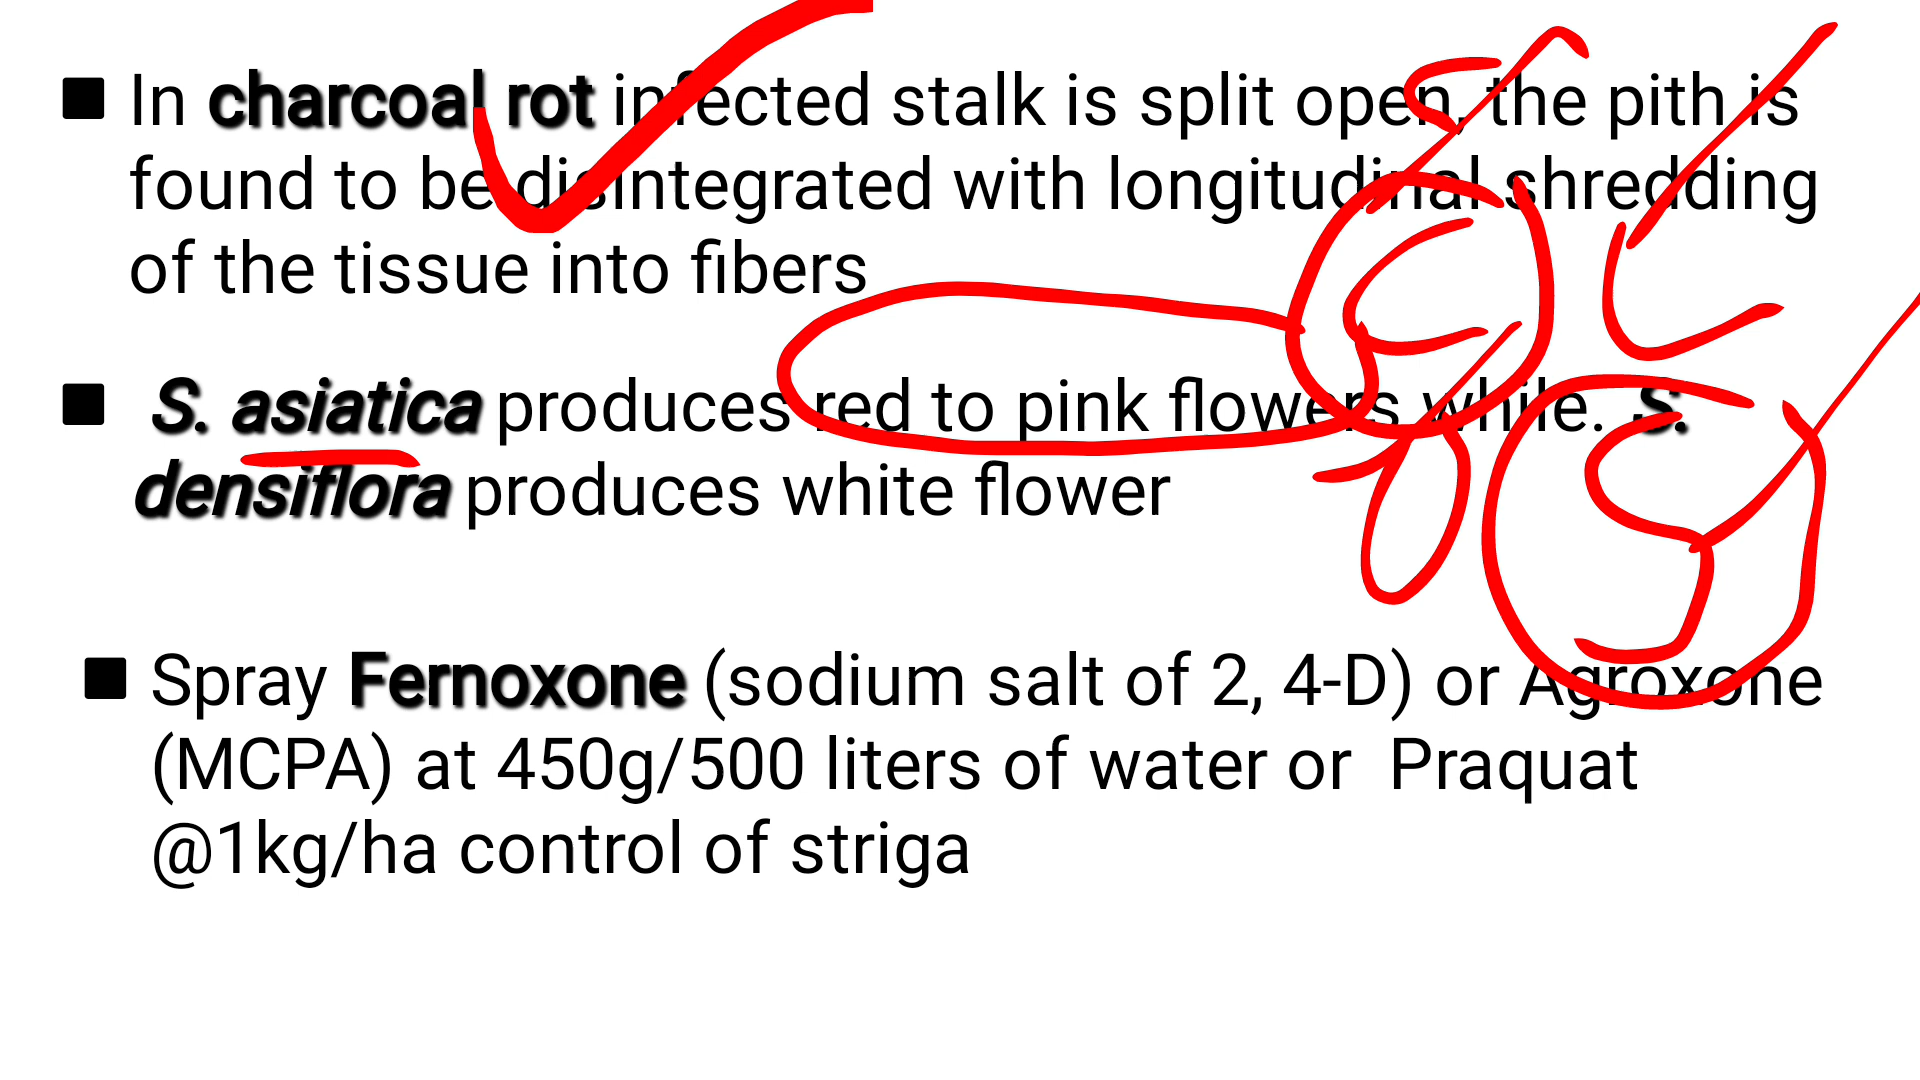 In charcoal rot infected stalk is split open, the pith is
found to be disintegrated with longitudinal shredding
of the tissue into fibers
S. asiatica produces red to pink flowers while. S.
densiflora produces white flower
Spray Fernoxone (sodium salt of 2, 4-D) or Agroxone
(MCPA) at 450g/500 liters of water or Praquat
@1kg/ha control of striga